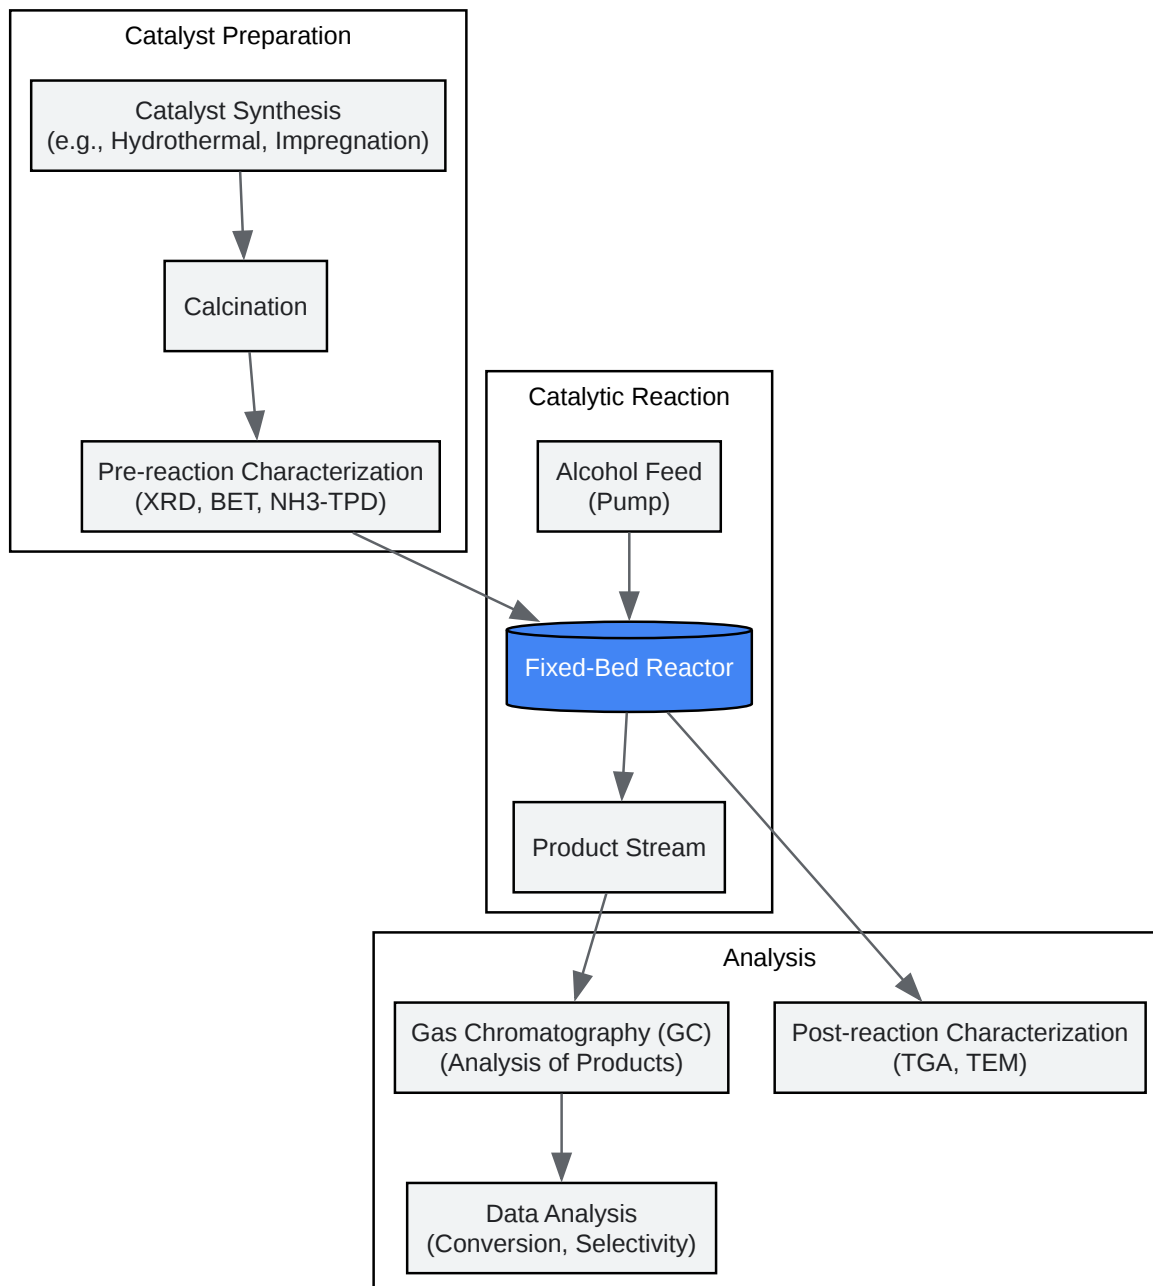 Catalyst Preparation
Catalyst Synthesis
(e.g., Hydrothermal, Impregnation)
Calcination
Pre-reaction Characterization
(XRD, BET, NH3-TPD)
Catalytic Reaction
Alcohol Feed
(Pump)
Fixed-Bed Reactor
Product Stream
Analysis
Gas Chromatography (GC)
(Analysis of Products)
Post-reaction Characterization
(TGA, TEM)
Data Analysis
(Conversion, Selectivity)